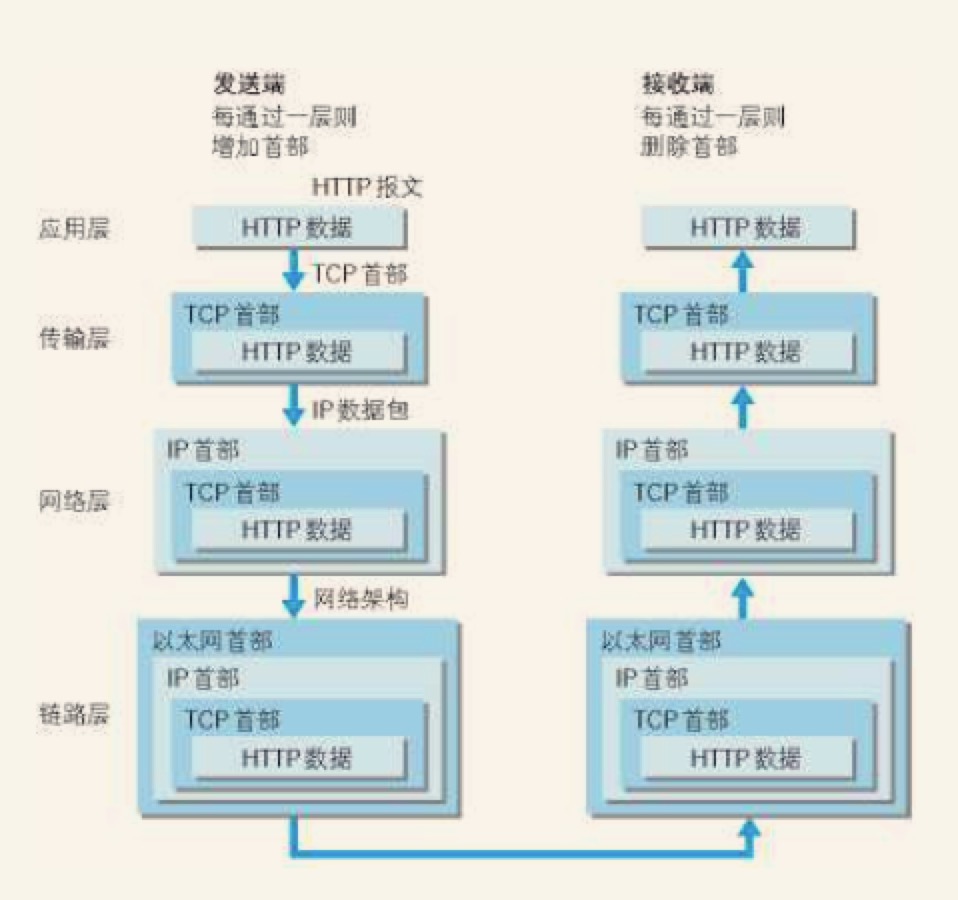 发送端
每通过一层则
增加首部
接收端
每通过一层则
删除首部
HTTP 报文
应用层
HTTP 数据
HTTP 数据
TCP 首部
传输层
TCP 首部
HTTP 数据
TCP 首部
HTTP 数据
IP 数据包
网络层
IP 首部
TCP 首部
HTTP 数据
IP 首部
TCP 首部
HTTP 数据
网络架构
链路层
以太网首部
IP 首部
TCP 首部
HTTP 数据
以太网首部
IP 首部
TCP 首部
HTTP 数据